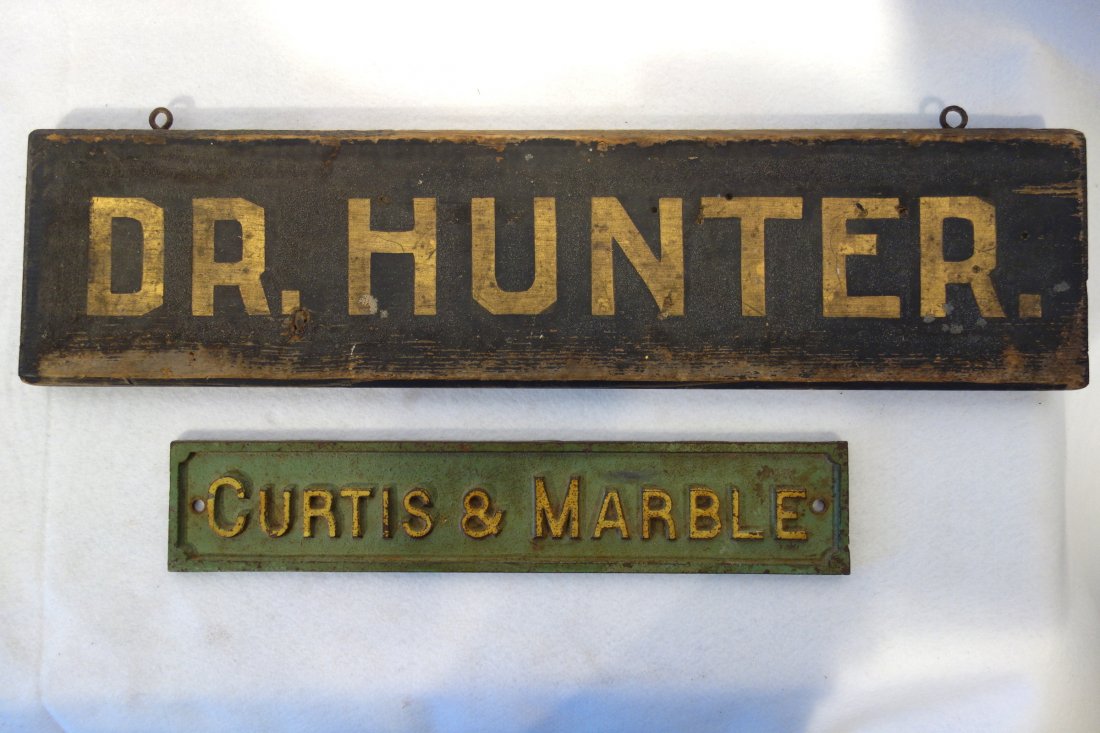 DR. HUNTER.
CURTIS & MARBLE